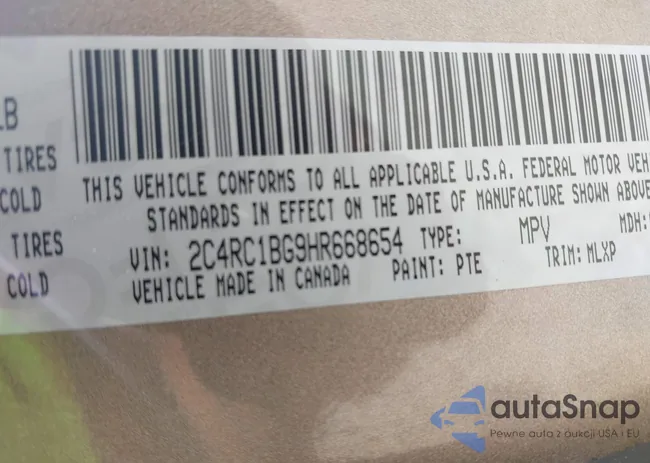 LB
TIRES
COLD
TIRES
COLD
THIS VEHICLE CONFORMS TO ALL APPLICABLE U.S.A. FEDERAL MOTOR VEH
STANDARDS IN EFFECT ON THE DATE OF MANUFACTURE SHOWN ABOVE
VIN: 2C4RC1BG9HR668654 TYPE: MPV MDH:
VEHICLE MADE IN CANADA PAINT: PTE TRIM: MLXP
autaSnap
Pewne auta z aukcji USA i EU